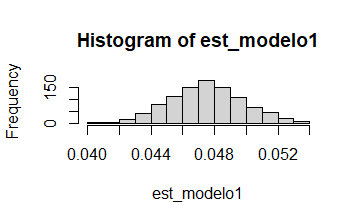 Histogram of est_modelo1
Frequency
150
0
0.040 0.044 0.048 0.052
est_modelo1